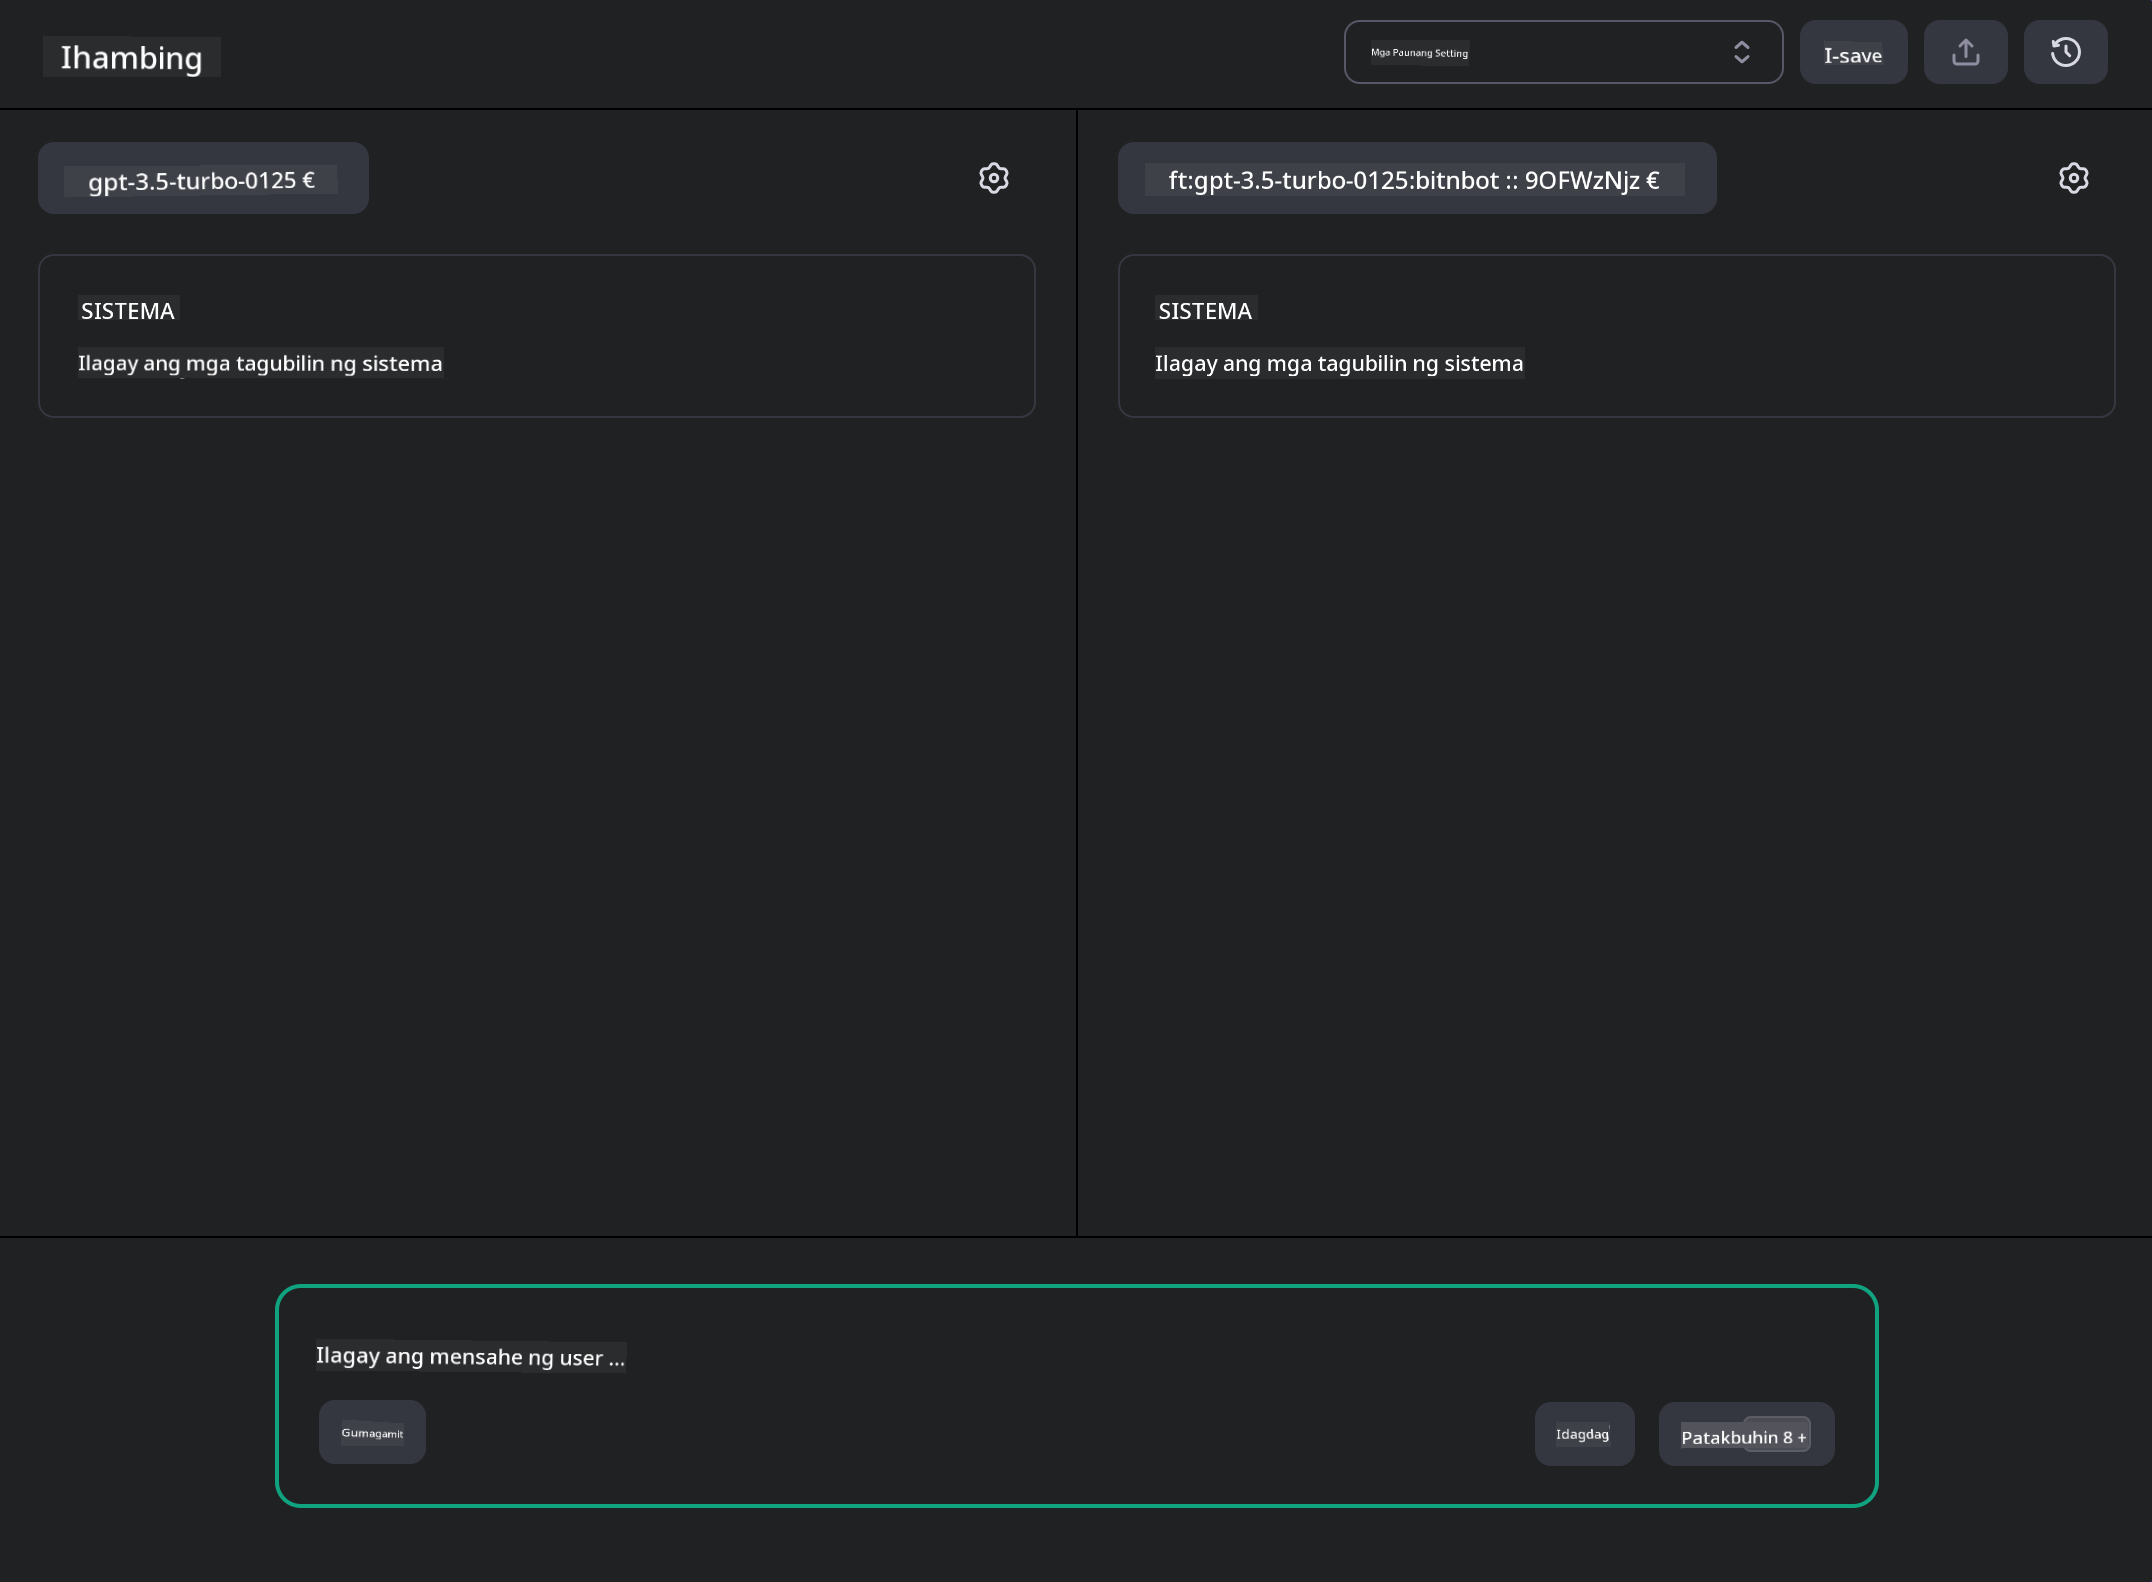 Ihambing
Mga Paunang Setting
I-save
gpt-3.5-turbo-0125 €
ft:gpt-3.5-turbo-0125:bitnbot :: 9OFWzNjz €
SISTEMA
Ilagay ang mga tagubilin ng sistema
SISTEMA
Ilagay ang mga tagubilin ng sistema
Ilagay ang mensahe ng user ...
Gumagamit
Idagdag
Patakbuhin 8 +